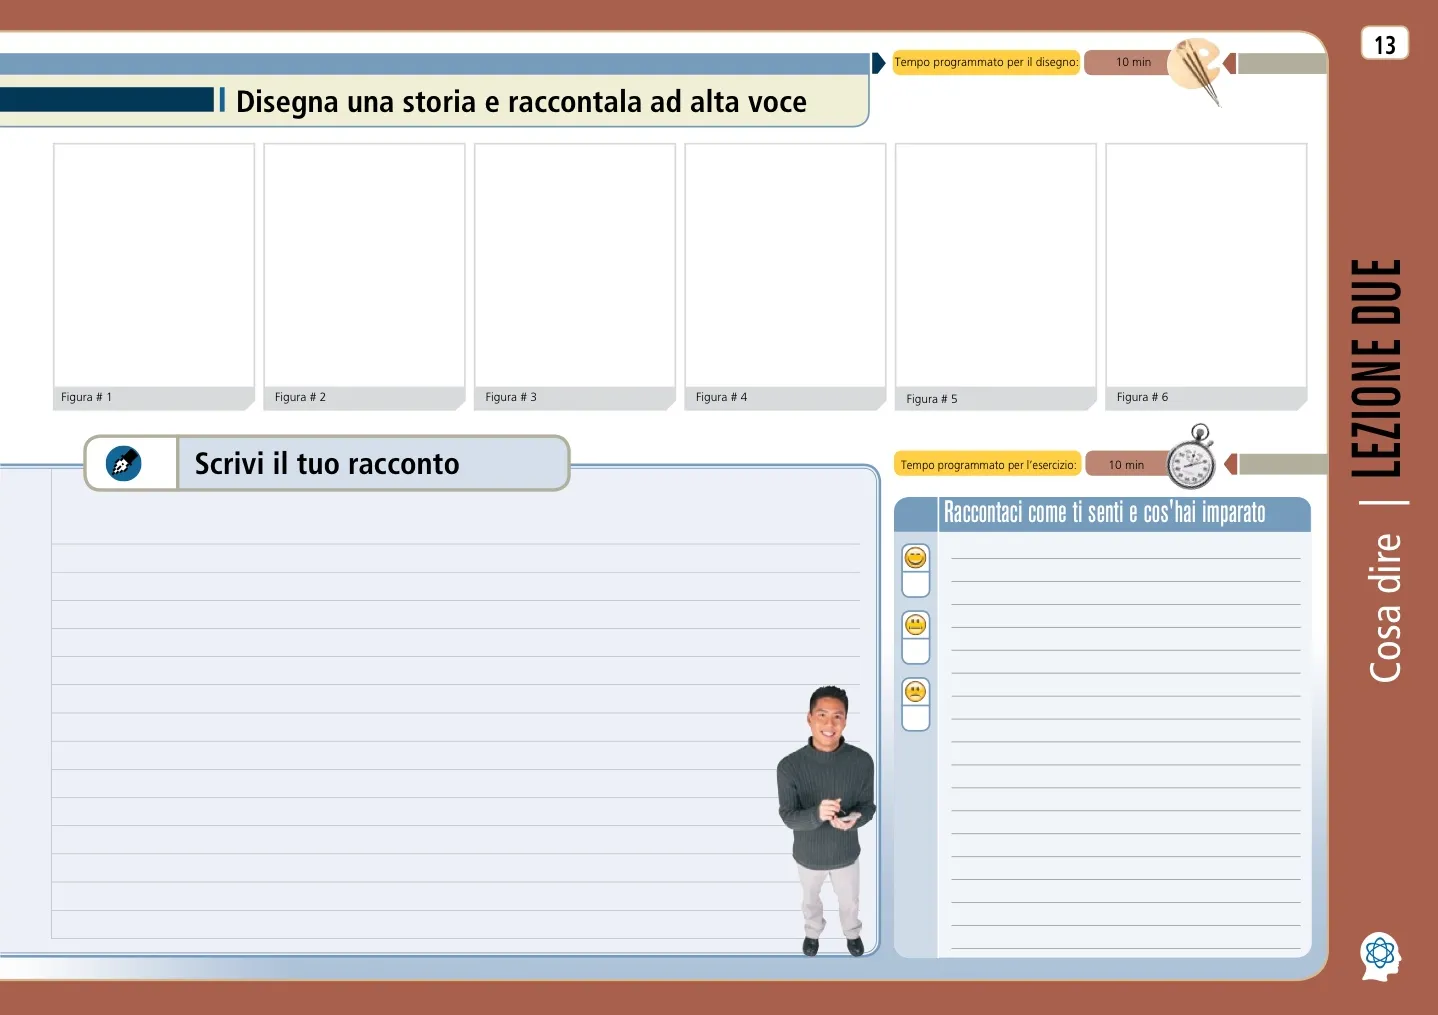 13
Tempo programmato per il disegno:
10 min
Disegna una storia e raccontala ad alta voce
Figura # 1
Figura # 2
Figura # 3
Figura # 4
Figura # 5
Figura # 6
Scrivi il tuo racconto
Tempo programmato per l'esercizio:
10 min
Raccontaci come ti senti e cos'hai imparato
Cosa dire | LEZIONE DUE